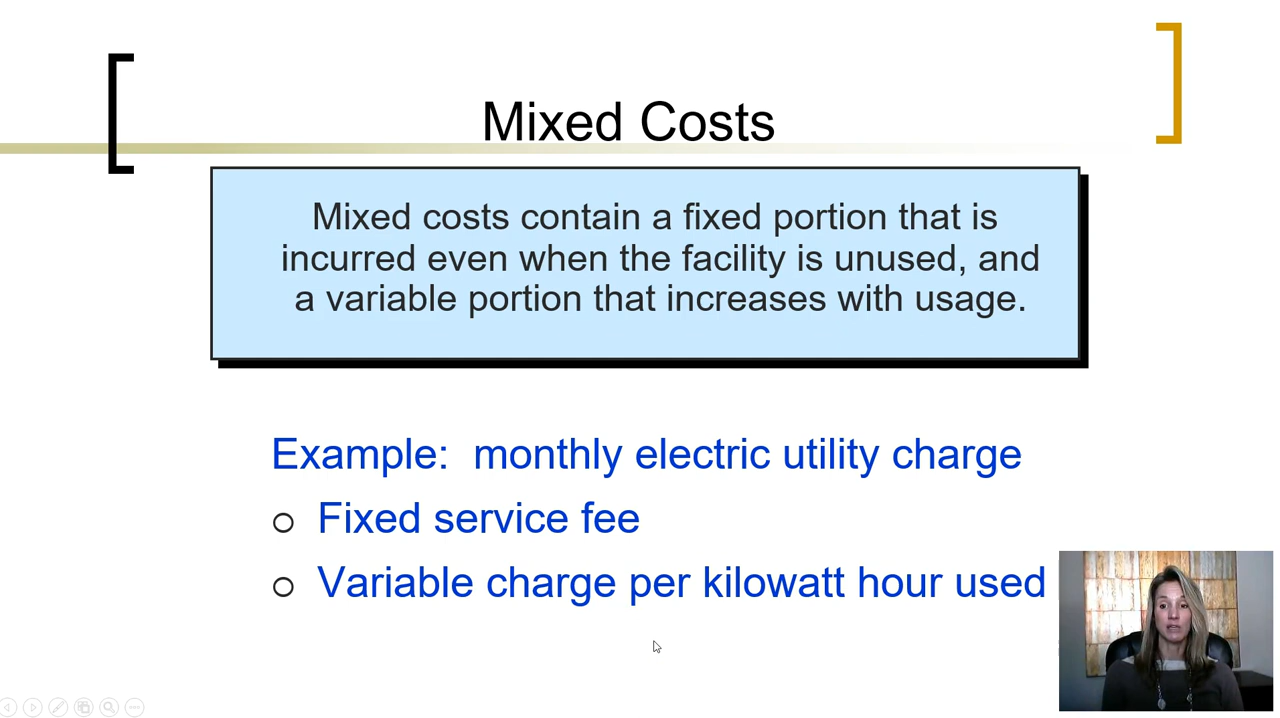 Mixed Costs
Mixed costs contain a fixed portion that is
incurred even when the facility is unused, and
a variable portion that increases with usage.
Example: monthly electric utility charge
Fixed service fee
Variable charge per kilowatt hour used